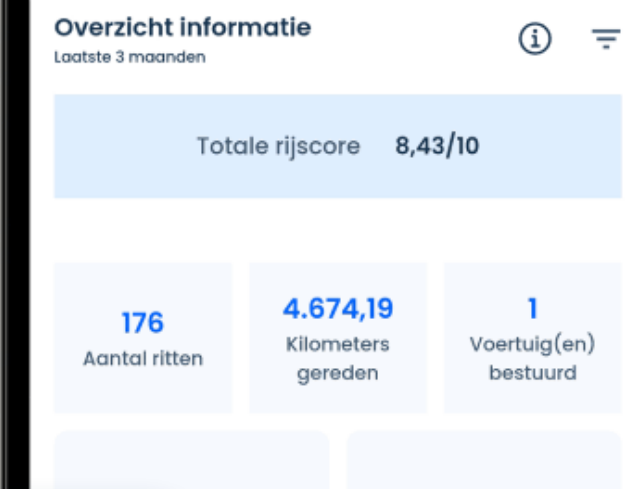 Overzicht informatie
Laatste 3 maanden
Totale rijscore 8,43/10
176
Aantal ritten
4.674,19
Kilometers
gereden
1
Voertuig(en)
bestuurd